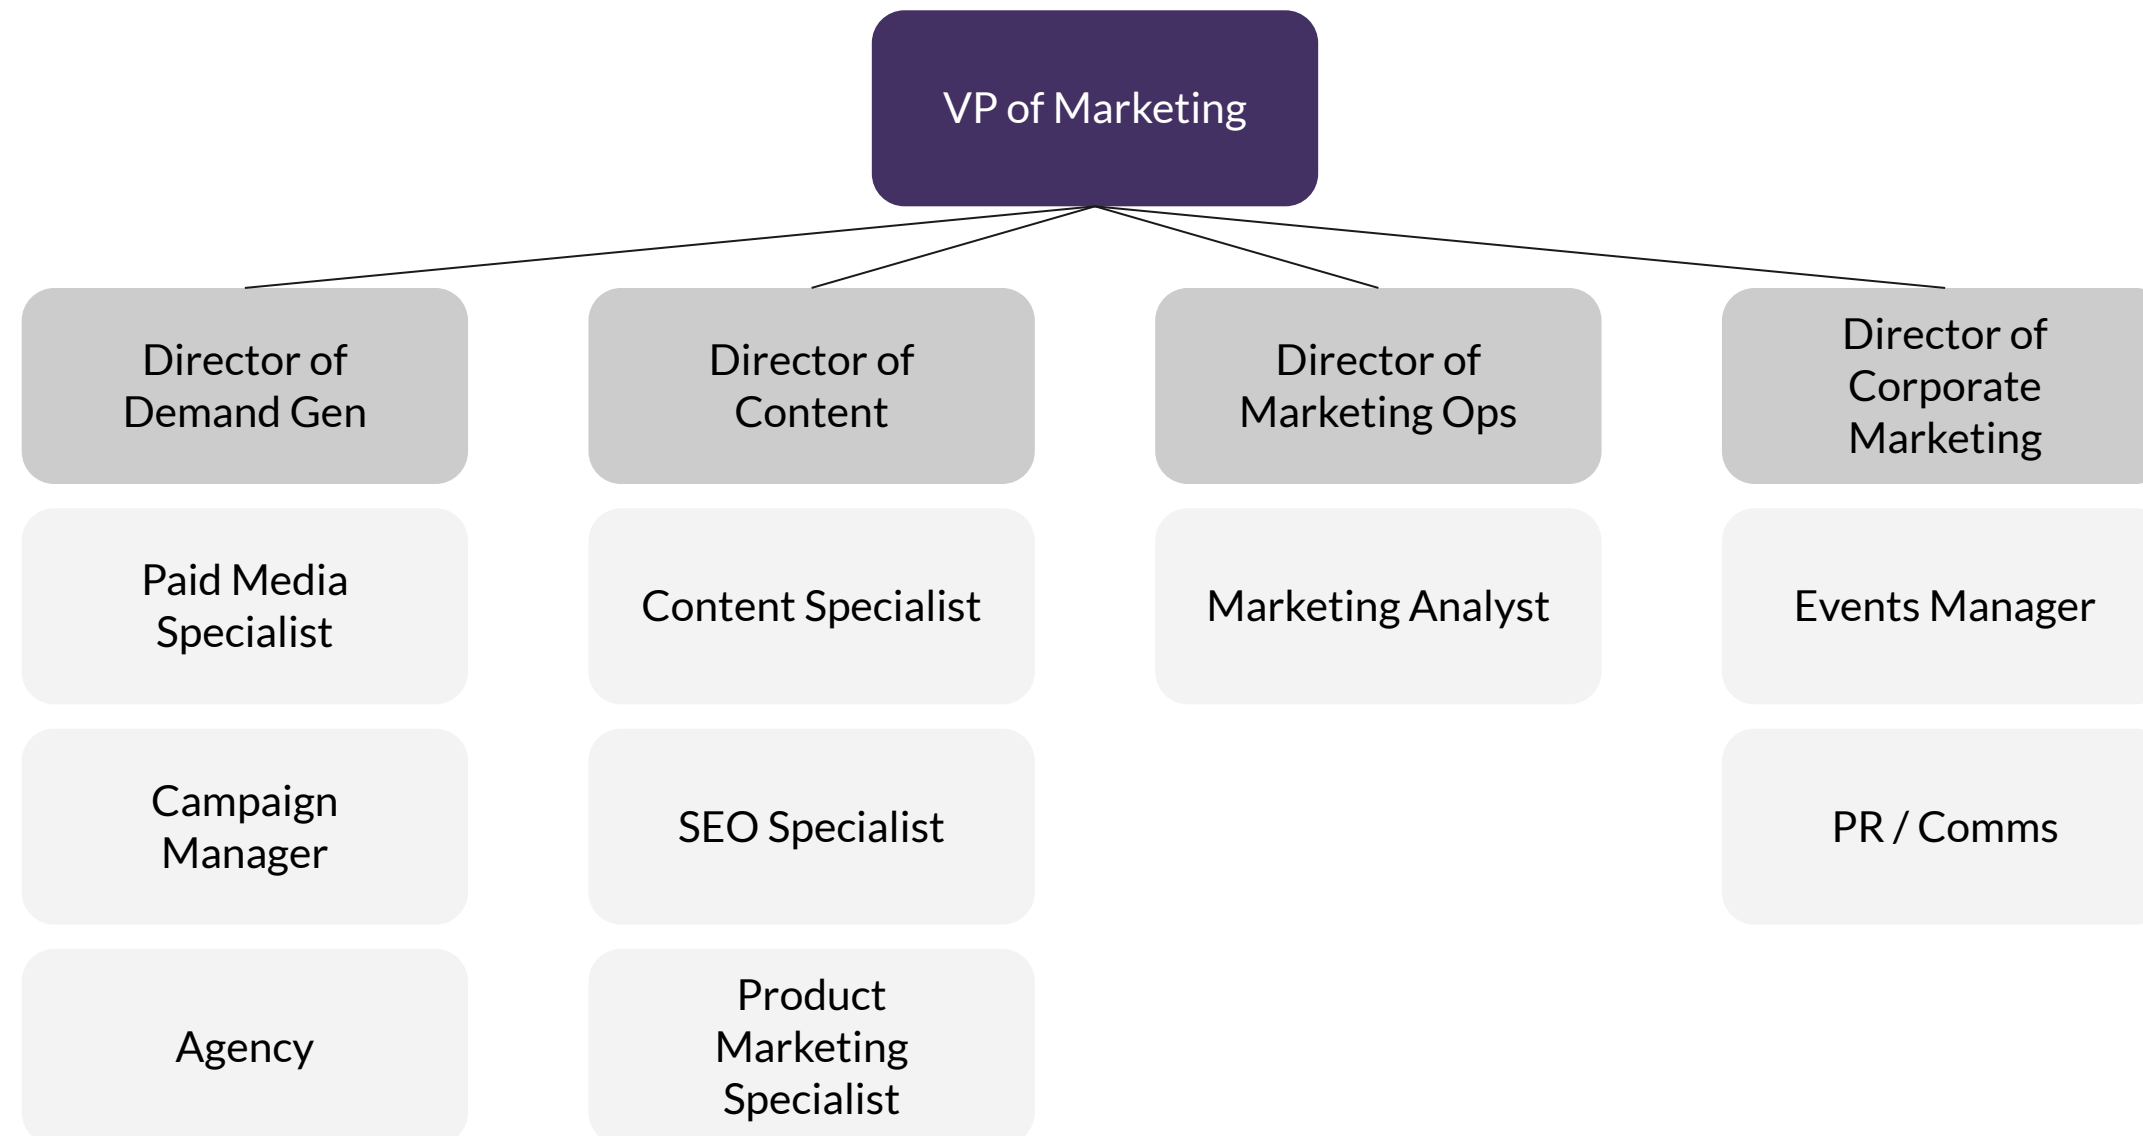 VP of Marketing
Director of
Demand Gen
Director of
Content
Director of
Marketing Ops
Director of
Corporate
Marketing
Paid Media
Specialist
Content Specialist
Marketing Analyst
Events Manager
Campaign
Manager
SEO Specialist
PR / Comms
Agency
Product
Marketing
Specialist